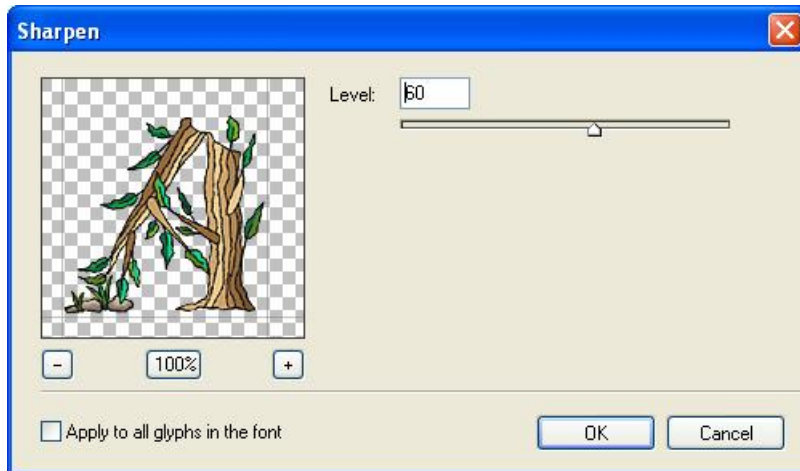 Sharpen
Level: 60
- 100% +
Apply to all glyphs in the font
OK Cancel